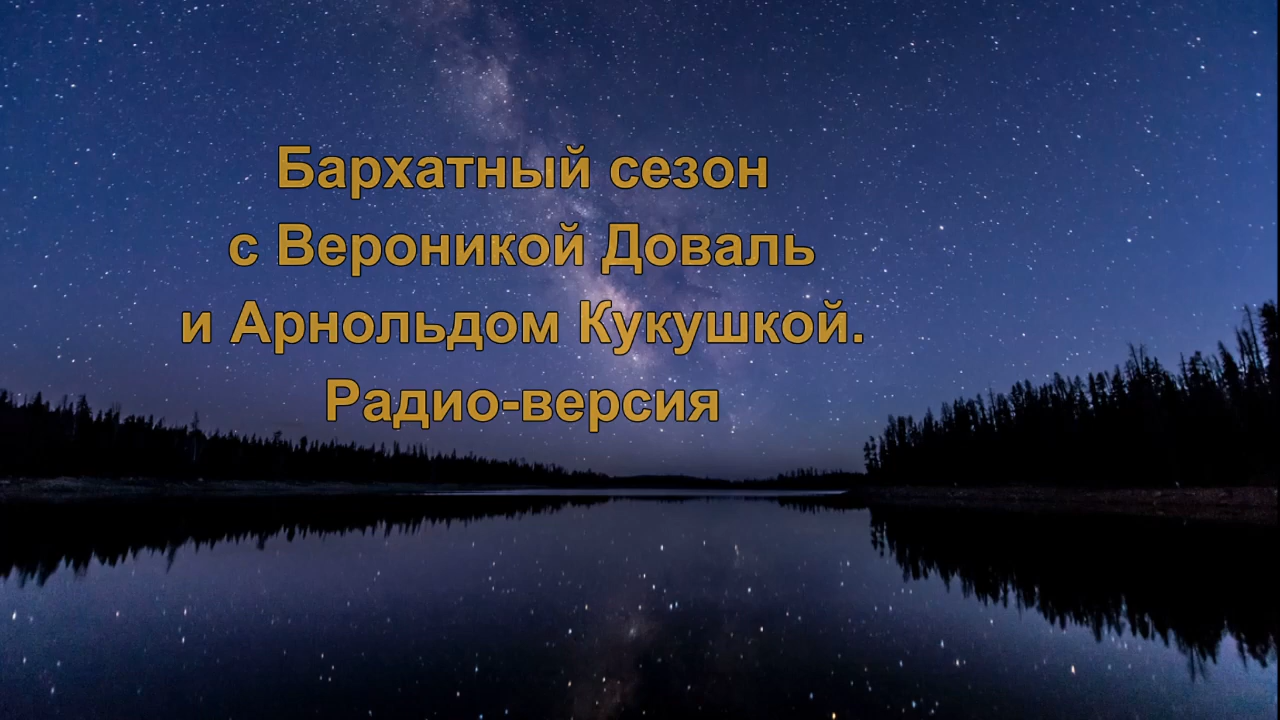 Бархатный сезон
с Вероникой Доваль
и Арнольдом Кукушкой.
Радио-версия